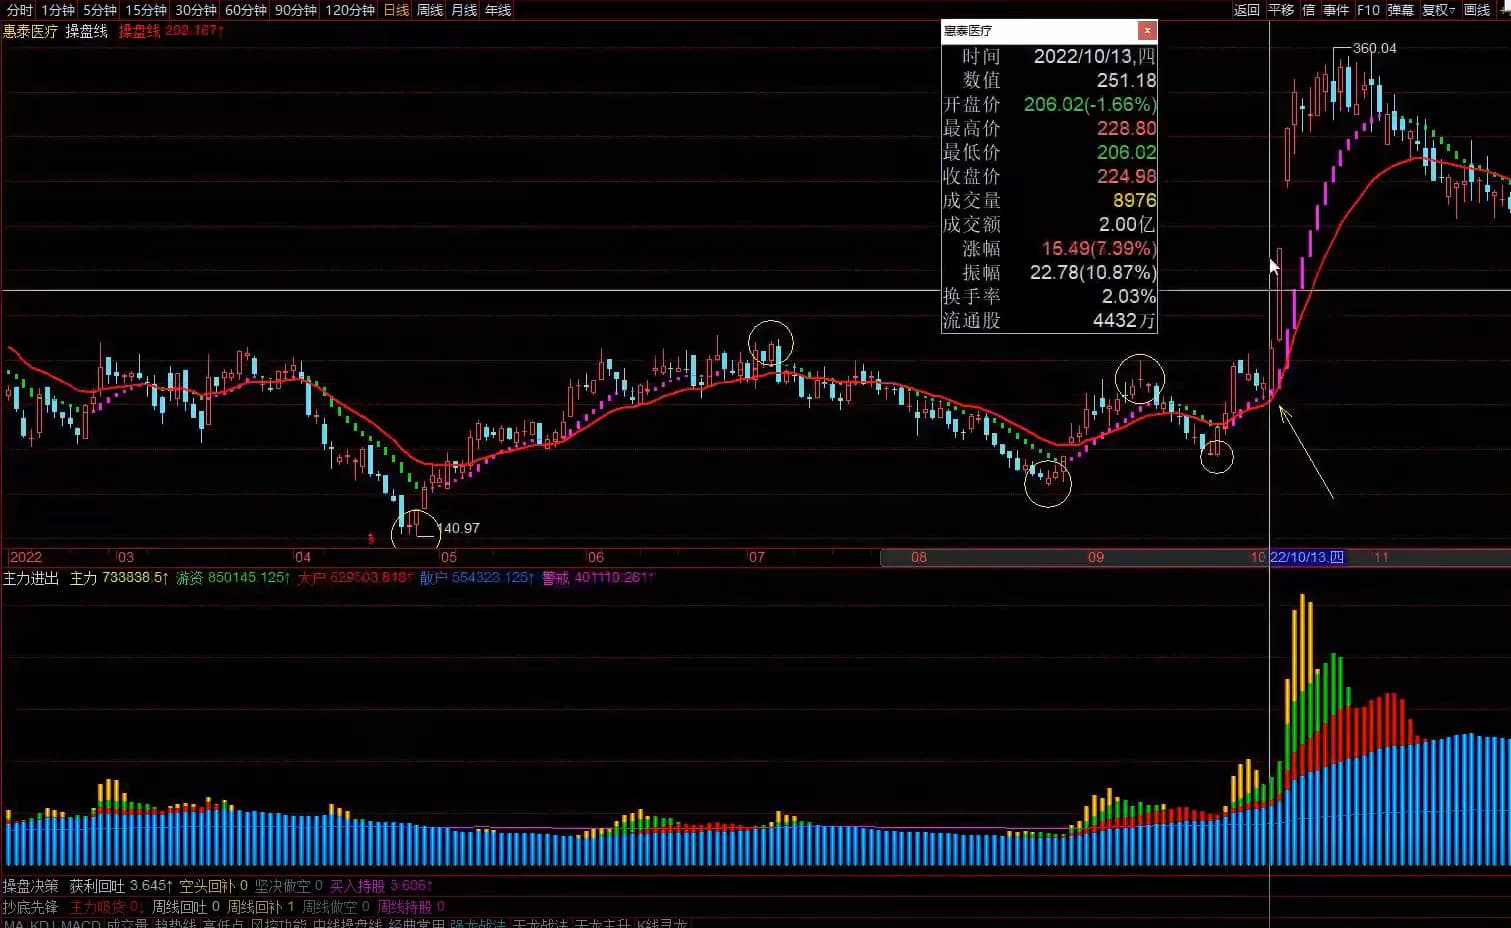 分时 1分钟 5分钟 15分钟 30分钟 60分钟 90分钟 120分钟 日线 周线 月线 年线 返回 平移 信 事件 F10 弹幕 复权 画线
惠泰医疗 操盘线 操盘线 202.167↑
惠泰医疗
时间 2022/10/13,四
数值 251.18
开盘价 206.02(-1.66%)
最高价 228.80
最低价 206.02
收盘价 224.98
成交量 8976
成交额 2.00亿
涨幅 15.49(7.39%)
振幅 22.78(10.87%)
换手率 2.03%
流通股 4432万
360.04
140.97
2022 03 04 05 06 07 08 09 10 22/10/13,四 11
主力进出 主力 733838.5↑ 游资 850145.125↑ 大户 629503.818↑ 散户 554323.125↑ 警戒 401110.281↑
操盘决策 获利回吐 3.645↑ 空头回补 0 坚决做空 0 买入持股 3.606↑
抄底先锋 主力吸货 0↓ 周线回吐 0 周线回补 1 周线做空 0 周线持股 0
MA KDJ MACD 成交量 趋势线 高低点 风控功能 中线操盘线 经典常用 强龙战法 天龙战法 天龙主升 K线寻龙